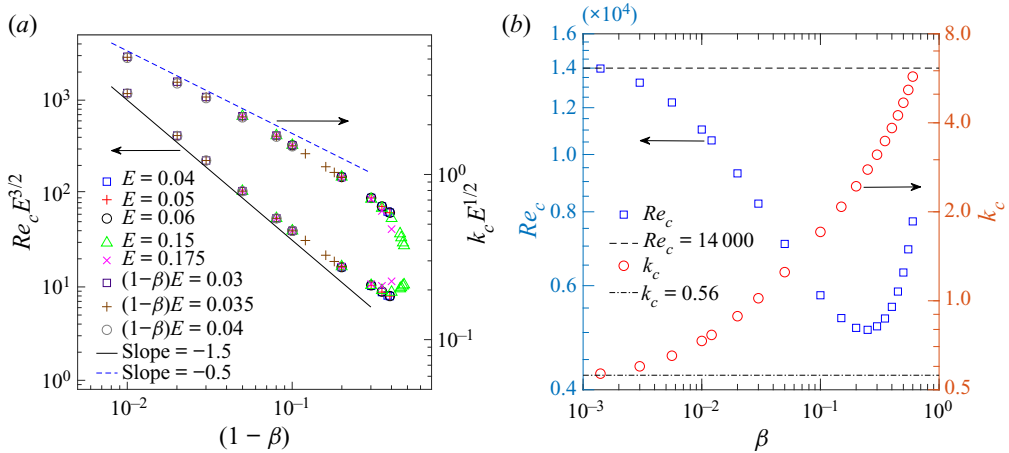 (a)
10³
10²
10¹
10⁰
Re_c E^{3/2}
E = 0.04
E = 0.05
E = 0.06
E = 0.15
E = 0.175
(1−β)E = 0.03
(1−β)E = 0.035
(1−β)E = 0.04
Slope = −1.5
Slope = −0.5
10⁰
10⁻¹
k_c E^{1/2}
10⁻² 10⁻¹
(1 − β)
(b)
(×10⁴)
1.6
1.4
1.2
1.0
0.8
0.6
0.4
Re_c
Re_c
Re_c = 14 000
k_c
k_c = 0.56
8.0
6.0
4.0
2.0
1.0
0.5
k_c
10⁻³ 10⁻² 10⁻¹ 10⁰
β